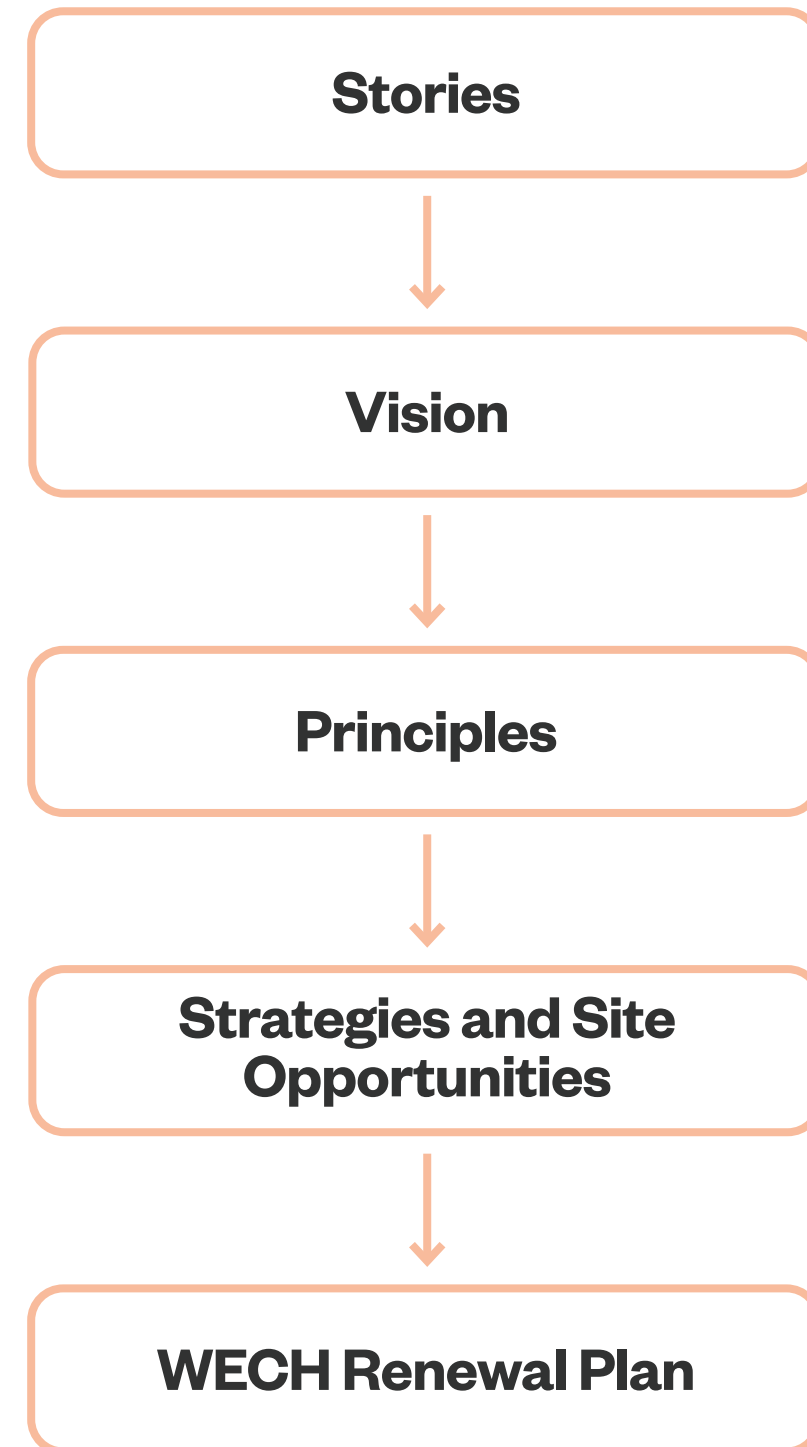 Stories
Vision
Principles
Strategies and Site
Opportunities
WECH Renewal Plan